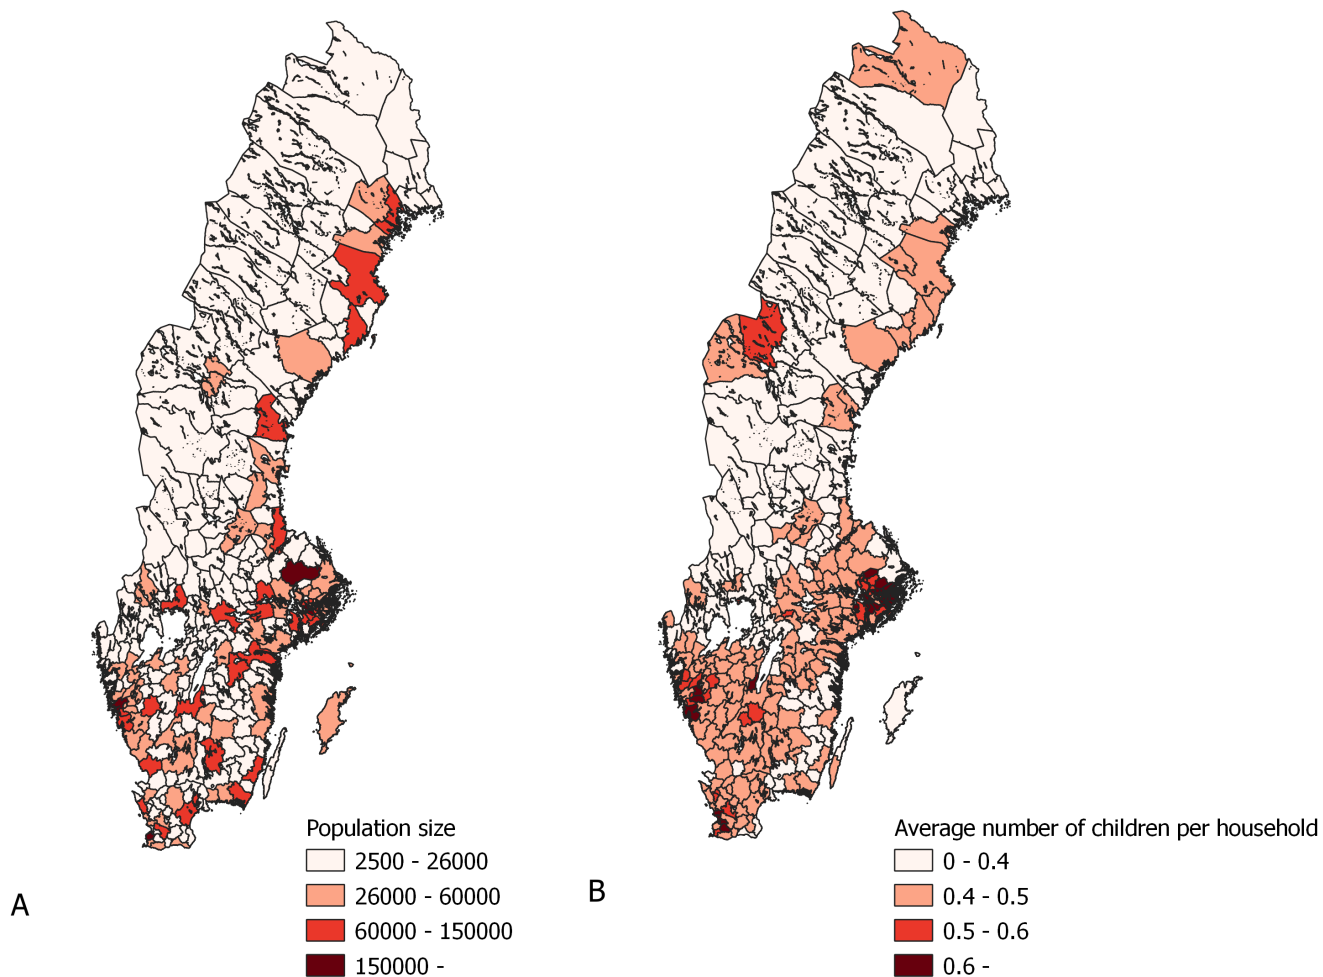 Population size
2500 - 26000
26000 - 60000
60000 - 150000
150000 -
A
Average number of children per household
0 - 0.4
0.4 - 0.5
0.5 - 0.6
0.6 -
B